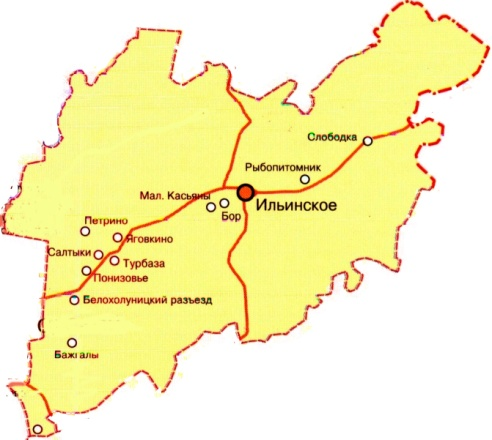 Слободка
Рыбопитомник
Мал. Касьяны
Ильинское
Бор
Петрино
Яговкино
Салтыки
Турбаза
Понизовье
Белохолуницкий разъезд
Бажгалы